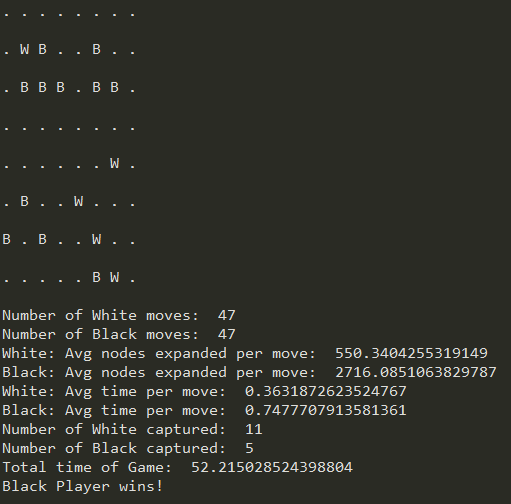 . . . . . . . .
. W B . . B . .
. B B B . B B .
. . . . . . . .
. . . . . . W .
. B . . W . . .
B . B . . W . .
. . . . . B W .
Number of White moves:  47
Number of Black moves:  47
White: Avg nodes expanded per move:  550.3404255319149
Black: Avg nodes expanded per move:  2716.0851063829787
White: Avg time per move:  0.3631872623524767
Black: Avg time per move:  0.7477707913581361
Number of White captured:  11
Number of Black captured:  5
Total time of Game:  52.215028524398804
Black Player wins!